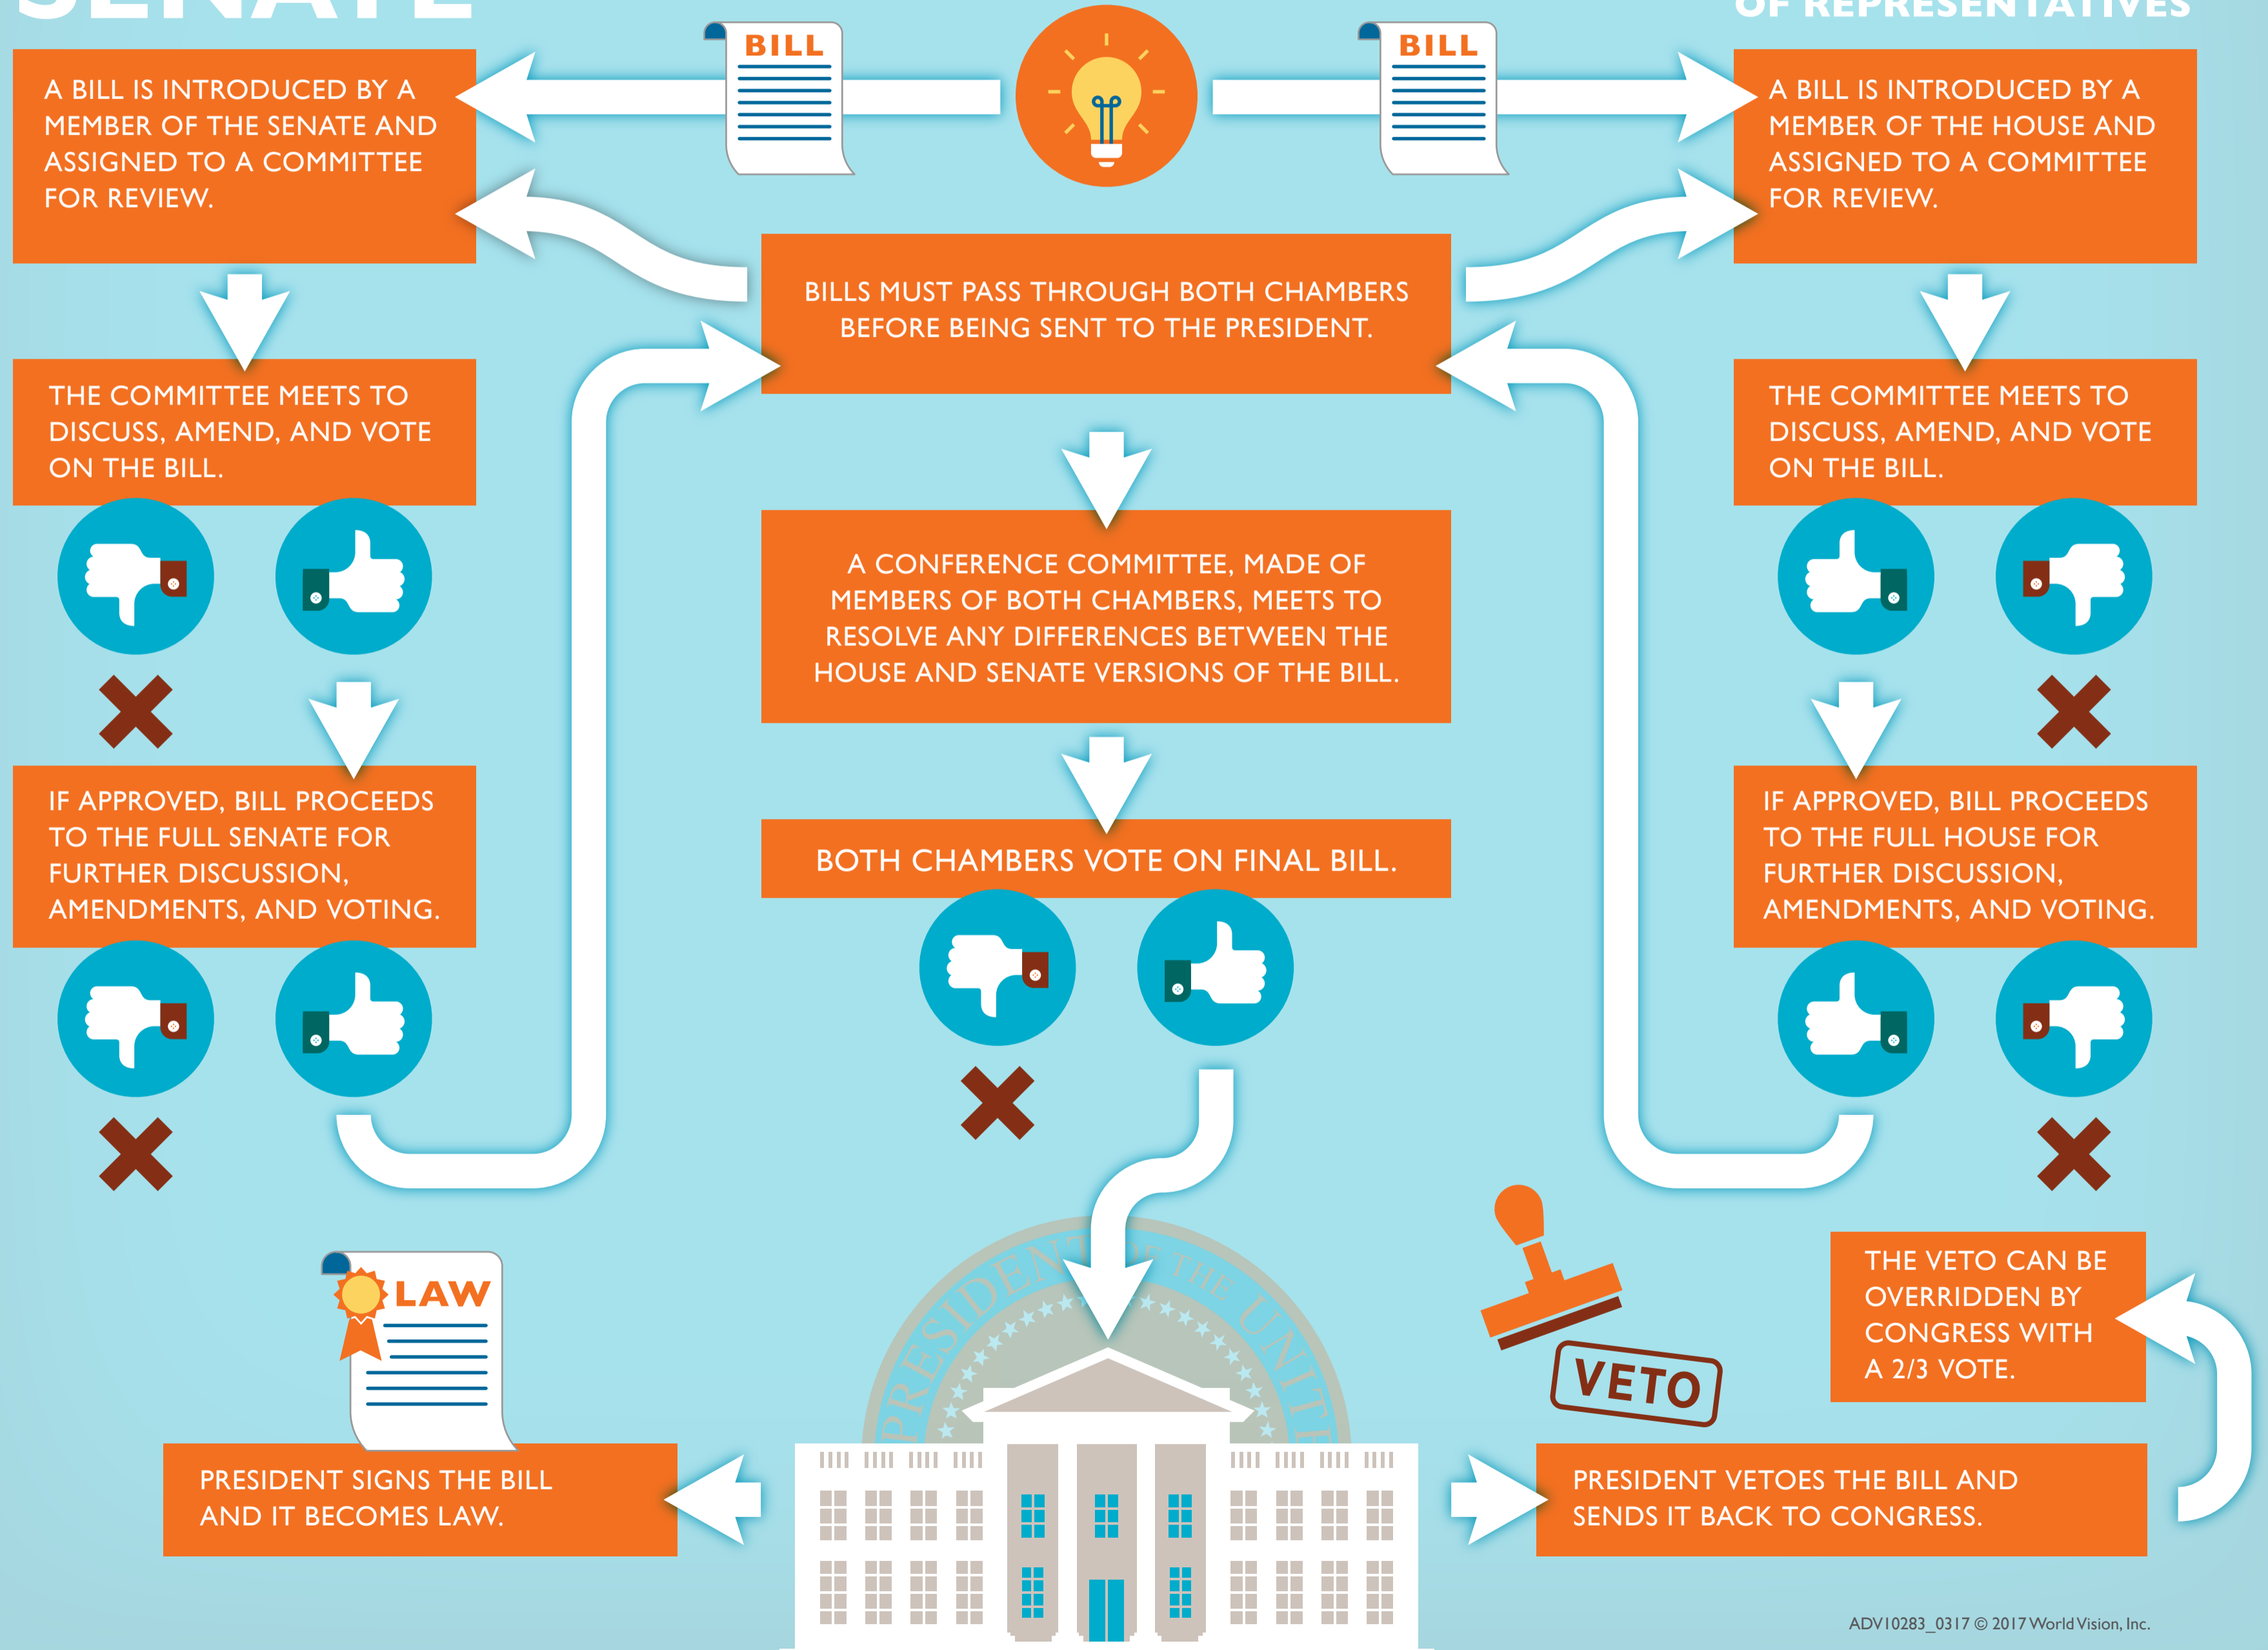 SENATE
OF REPRESENTATIVES
BILL
BILL
A BILL IS INTRODUCED BY A
MEMBER OF THE SENATE AND
ASSIGNED TO A COMMITTEE
FOR REVIEW.
A BILL IS INTRODUCED BY A
MEMBER OF THE HOUSE AND
ASSIGNED TO A COMMITTEE
FOR REVIEW.
BILLS MUST PASS THROUGH BOTH CHAMBERS
BEFORE BEING SENT TO THE PRESIDENT.
THE COMMITTEE MEETS TO
DISCUSS, AMEND, AND VOTE
ON THE BILL.
THE COMMITTEE MEETS TO
DISCUSS, AMEND, AND VOTE
ON THE BILL.
A CONFERENCE COMMITTEE, MADE OF
MEMBERS OF BOTH CHAMBERS, MEETS TO
RESOLVE ANY DIFFERENCES BETWEEN THE
HOUSE AND SENATE VERSIONS OF THE BILL.
IF APPROVED, BILL PROCEEDS
TO THE FULL SENATE FOR
FURTHER DISCUSSION,
AMENDMENTS, AND VOTING.
IF APPROVED, BILL PROCEEDS
TO THE FULL HOUSE FOR
FURTHER DISCUSSION,
AMENDMENTS, AND VOTING.
BOTH CHAMBERS VOTE ON FINAL BILL.
PRESIDENT THE UNITE
LAW
VETO
THE VETO CAN BE
OVERRIDDEN BY
CONGRESS WITH
A 2/3 VOTE.
PRESIDENT SIGNS THE BILL
AND IT BECOMES LAW.
PRESIDENT VETOES THE BILL AND
SENDS IT BACK TO CONGRESS.
ADV10283_0317 © 2017 World Vision, Inc.